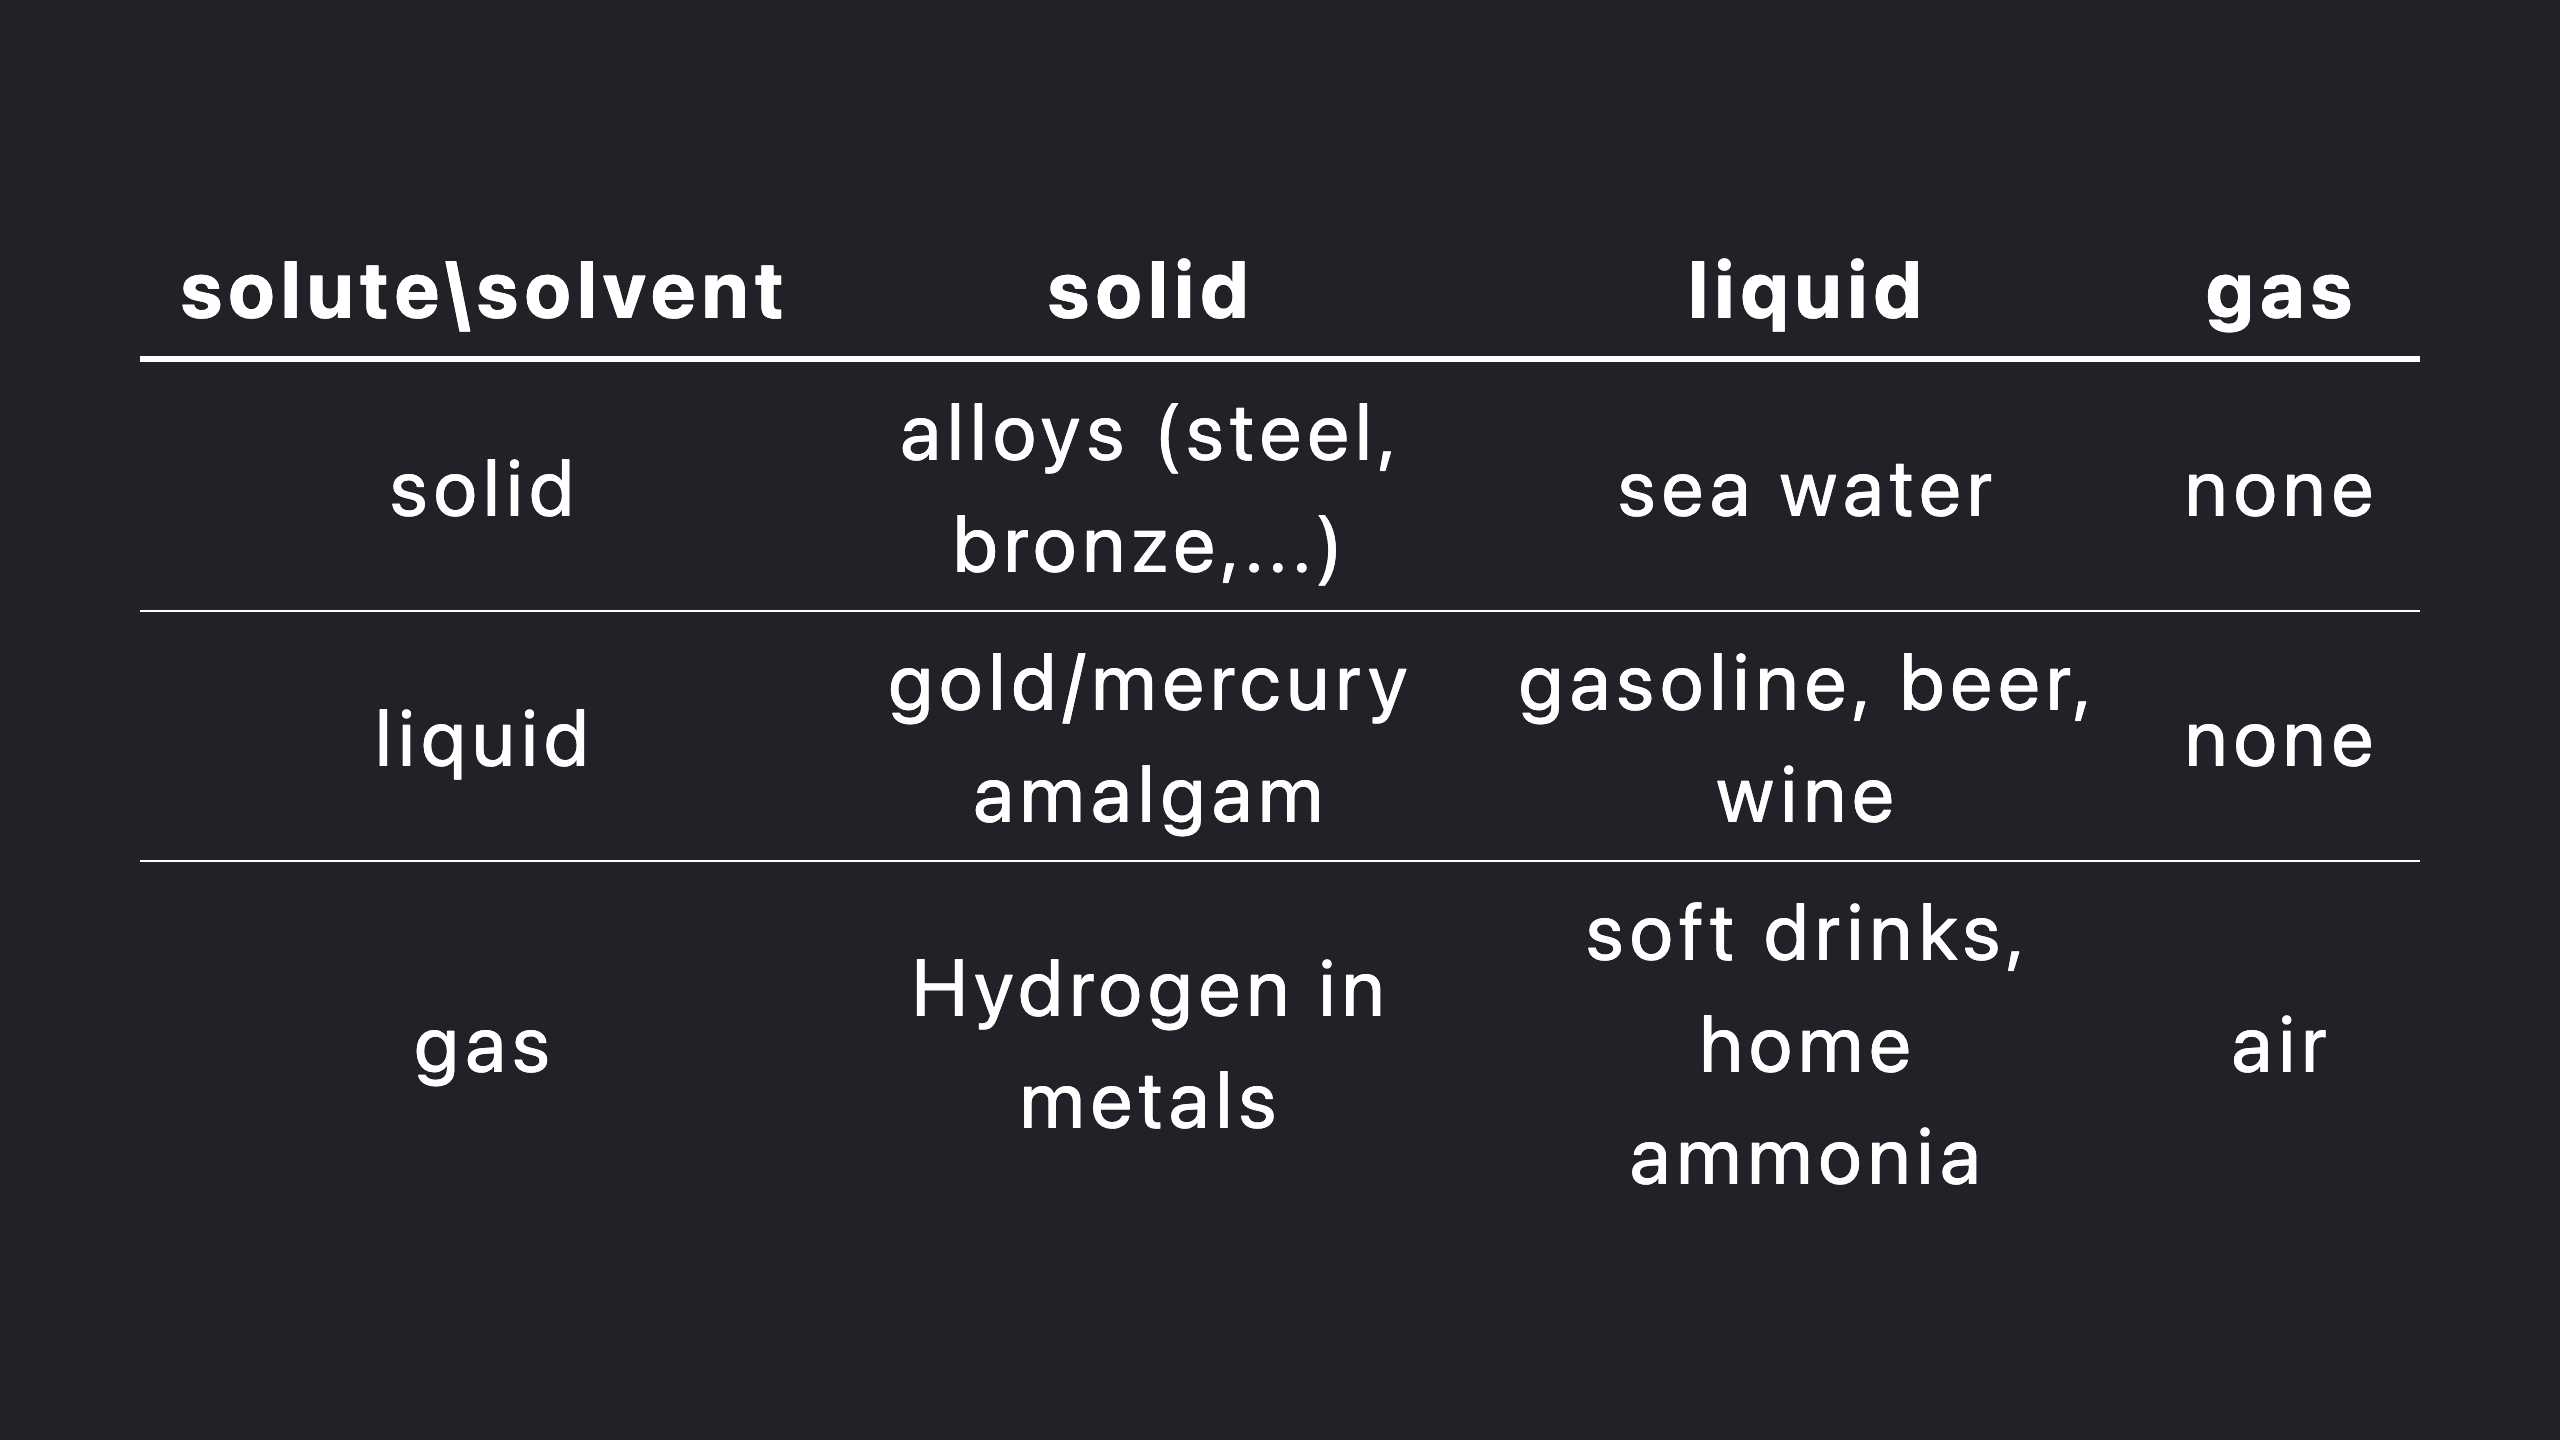 solute\solvent solid liquid gas
solid alloys (steel, bronze,...) sea water none
liquid gold/mercury amalgam gasoline, beer, wine none
gas Hydrogen in metals soft drinks, home ammonia air